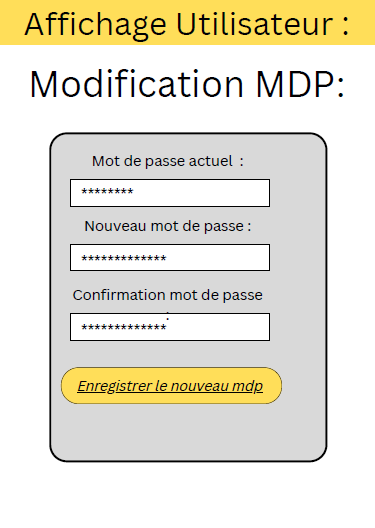 Affichage Utilisateur :
Modification MDP:
Mot de passe actuel :
********
Nouveau mot de passe :
*************
Confirmation mot de passe
:
*************
Enregistrer le nouveau mdp